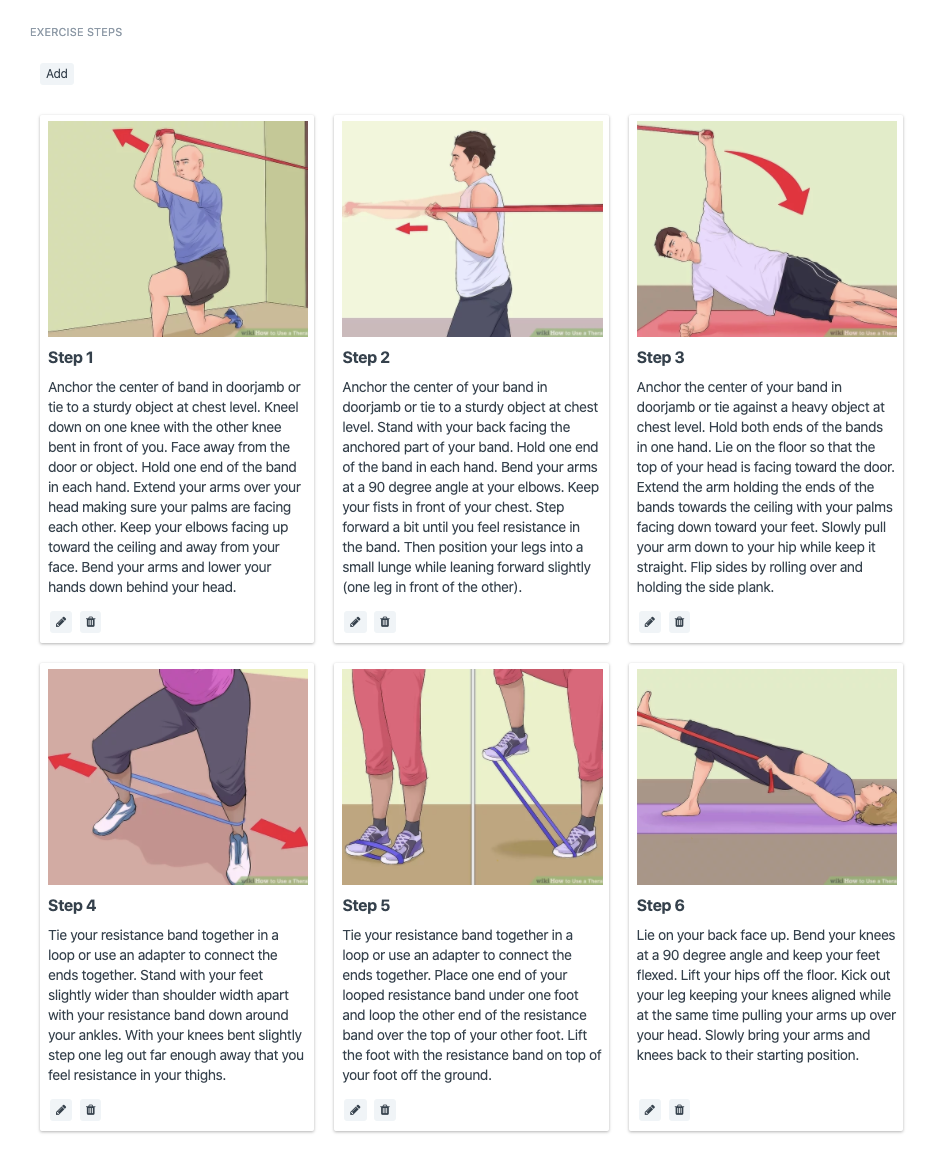 EXERCISE STEPS
Add
Step 1
Anchor the center of band in doorjamb or
tie to a sturdy object at chest level. Kneel
down on one knee with the other knee
bent in front of you. Face away from the
door or object. Hold one end of the band
in each hand. Extend your arms over your
head making sure your palms are facing
each other. Keep your elbows facing up
toward the ceiling and away from your
face. Bend your arms and lower your
hands down behind your head.
Step 2
Anchor the center of your band in
doorjamb or tie to a sturdy object at chest
level. Stand with your back facing the
anchored part of your band. Hold one end
of the band in each hand. Bend your arms
at a 90 degree angle at your elbows. Keep
your fists in front of your chest. Step
forward a bit until you feel resistance in
the band. Then position your legs into a
small lunge while leaning forward slightly
(one leg in front of the other).
Step 3
Anchor the center of your band in
doorjamb or tie against a heavy object at
chest level. Hold both ends of the bands
in one hand. Lie on the floor so that the
top of your head is facing toward the door.
Extend the arm holding the ends of the
bands towards the ceiling with your palms
facing down toward your feet. Slowly pull
your arm down to your hip while keep it
straight. Flip sides by rolling over and
holding the side plank.
Step 4
Tie your resistance band together in a
loop or use an adapter to connect the
ends together. Stand with your feet
slightly wider than shoulder width apart
with your resistance band down around
your ankles. With your knees bent slightly
step one leg out far enough away that you
feel resistance in your thighs.
Step 5
Tie your resistance band together in a
loop or use an adapter to connect the
ends together. Place one end of your
looped resistance band under one foot
and loop the other end of the resistance
band over the top of your other foot. Lift
the foot with the resistance band on top of
your foot off the ground.
Step 6
Lie on your back face up. Bend your knees
at a 90 degree angle and keep your feet
flexed. Lift your hips off the floor. Kick out
your leg keeping your knees aligned while
at the same time pulling your arms up over
your head. Slowly bring your arms and
knees back to their starting position.